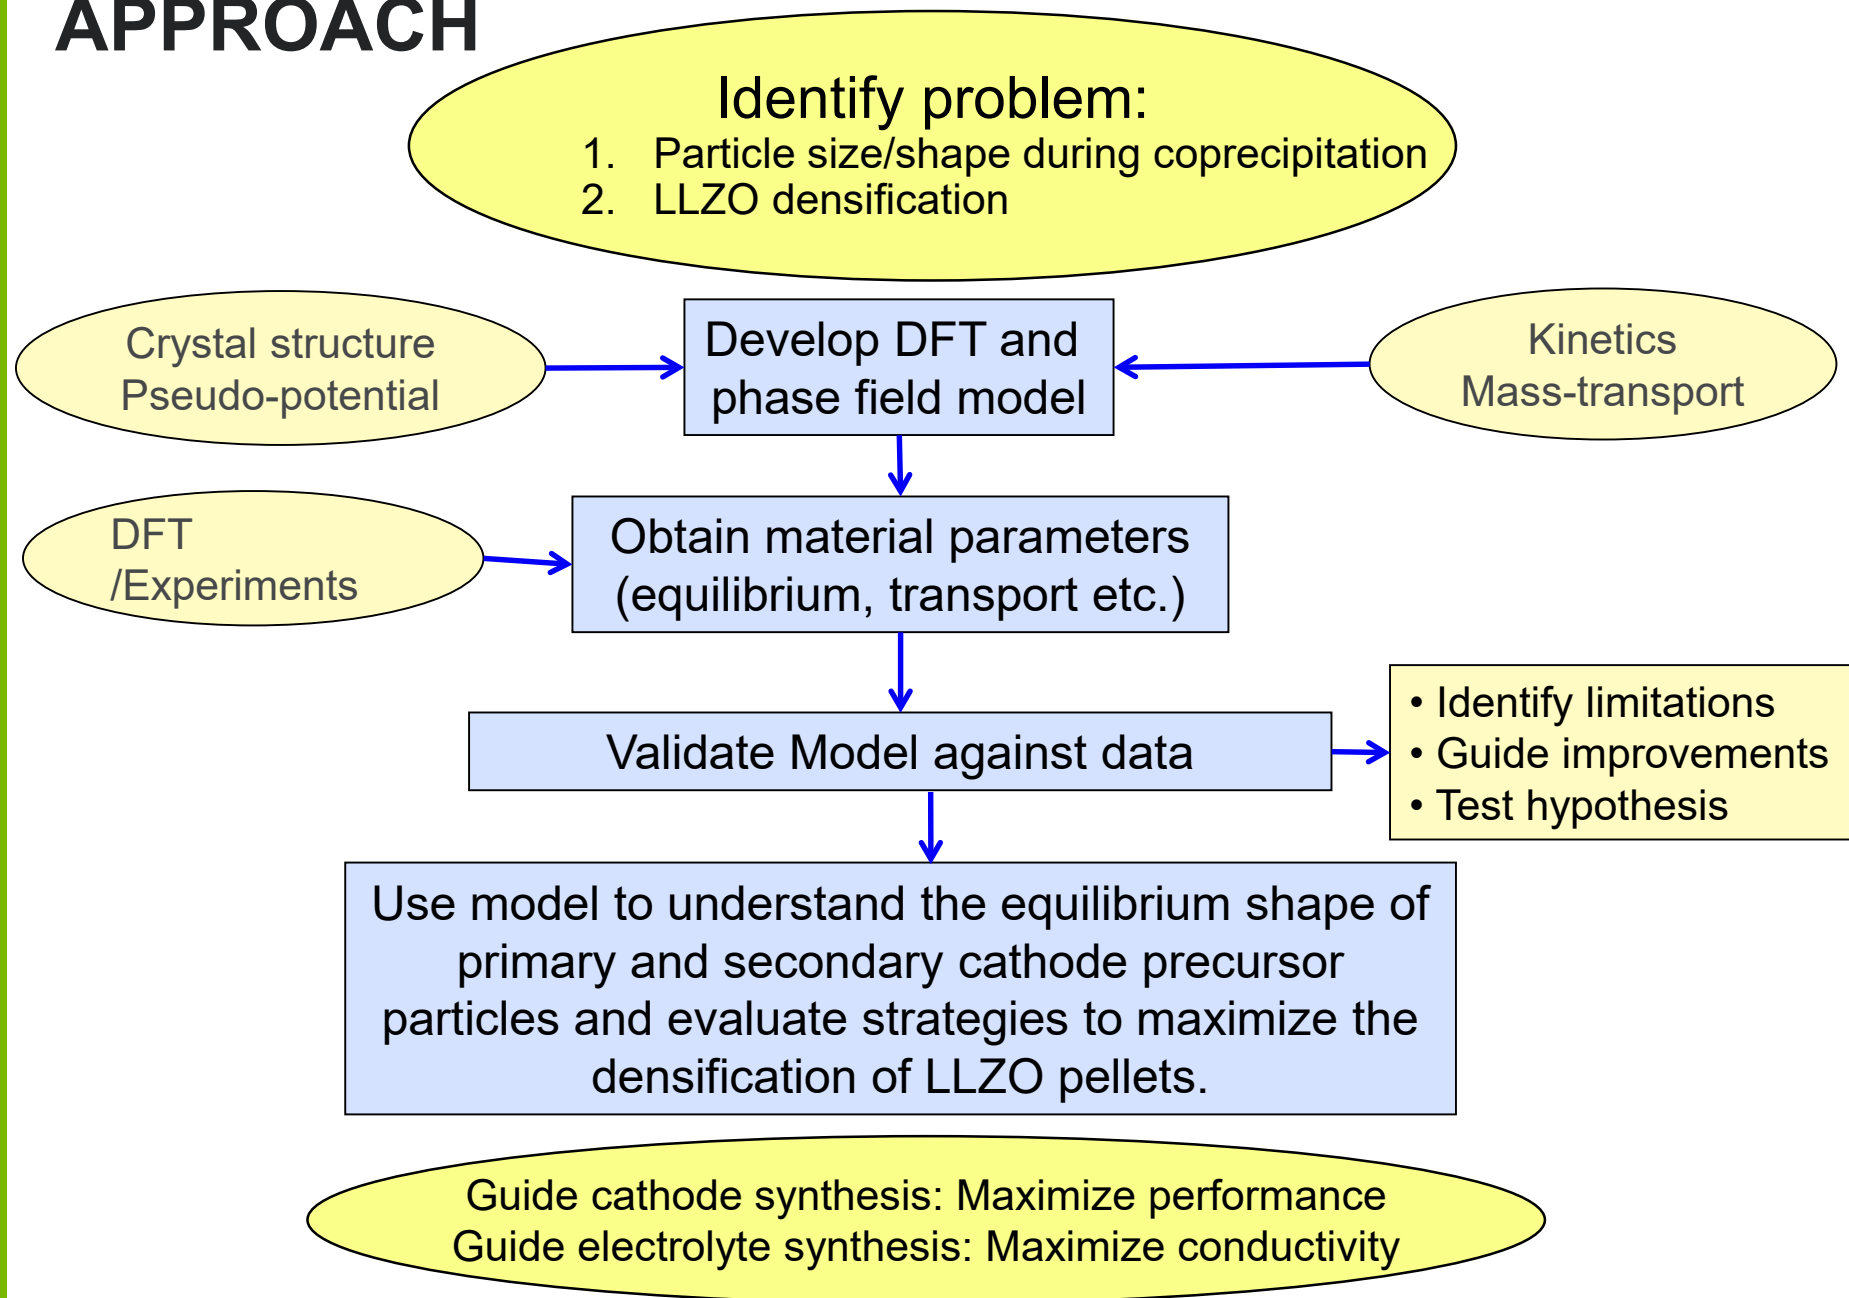 APPROACH
Identify problem:
1. Particle size/shape during coprecipitation
2. LLZO densification
Crystal structure
Pseudo-potential
Develop DFT and
phase field model
Kinetics
Mass-transport
DFT
/Experiments
Obtain material parameters
(equilibrium, transport etc.)
Validate Model against data
• Identify limitations
• Guide improvements
• Test hypothesis
Use model to understand the equilibrium shape of
primary and secondary cathode precursor
particles and evaluate strategies to maximize the
densification of LLZO pellets.
Guide cathode synthesis: Maximize performance
Guide electrolyte synthesis: Maximize conductivity